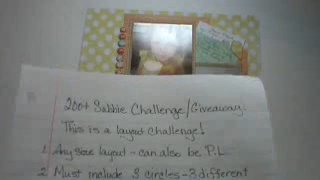 200+ Subbie Challenge/Giveaway!
This is a layout challenge!
1. Any size layout - can also be P.L.
2 Must include 3 circles - 3 different